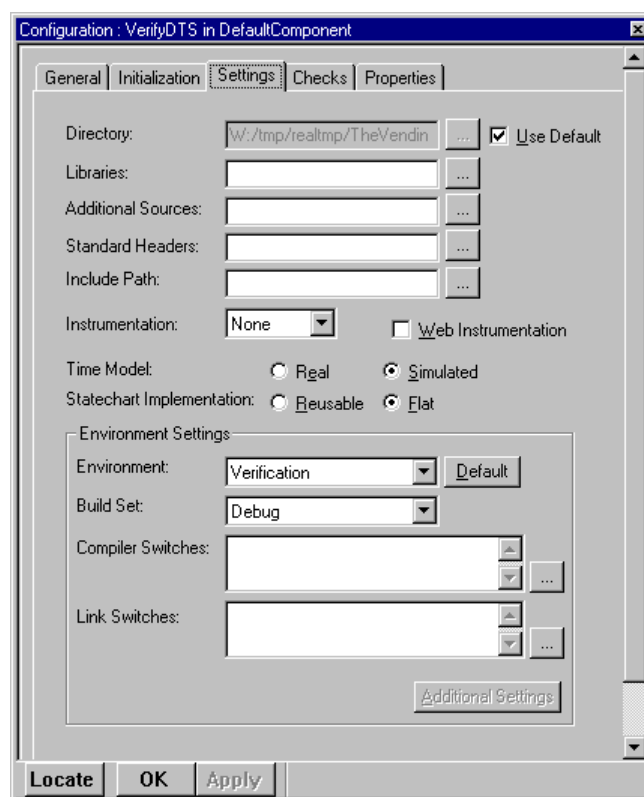 Configuration : VerifyDTS in DefaultComponent
General Initialization Settings Checks Properties
Directory: W:/tmp/realtmp/TheVendin ... Use Default
Libraries: ...
Additional Sources: ...
Standard Headers: ...
Include Path: ...
Instrumentation: None Web Instrumentation
Time Model: Real Simulated
Statechart Implementation: Reusable Flat
Environment Settings
Environment: Verification Default
Build Set: Debug
Compiler Switches: ...
Link Switches: ...
Additional Settings
Locate OK Apply